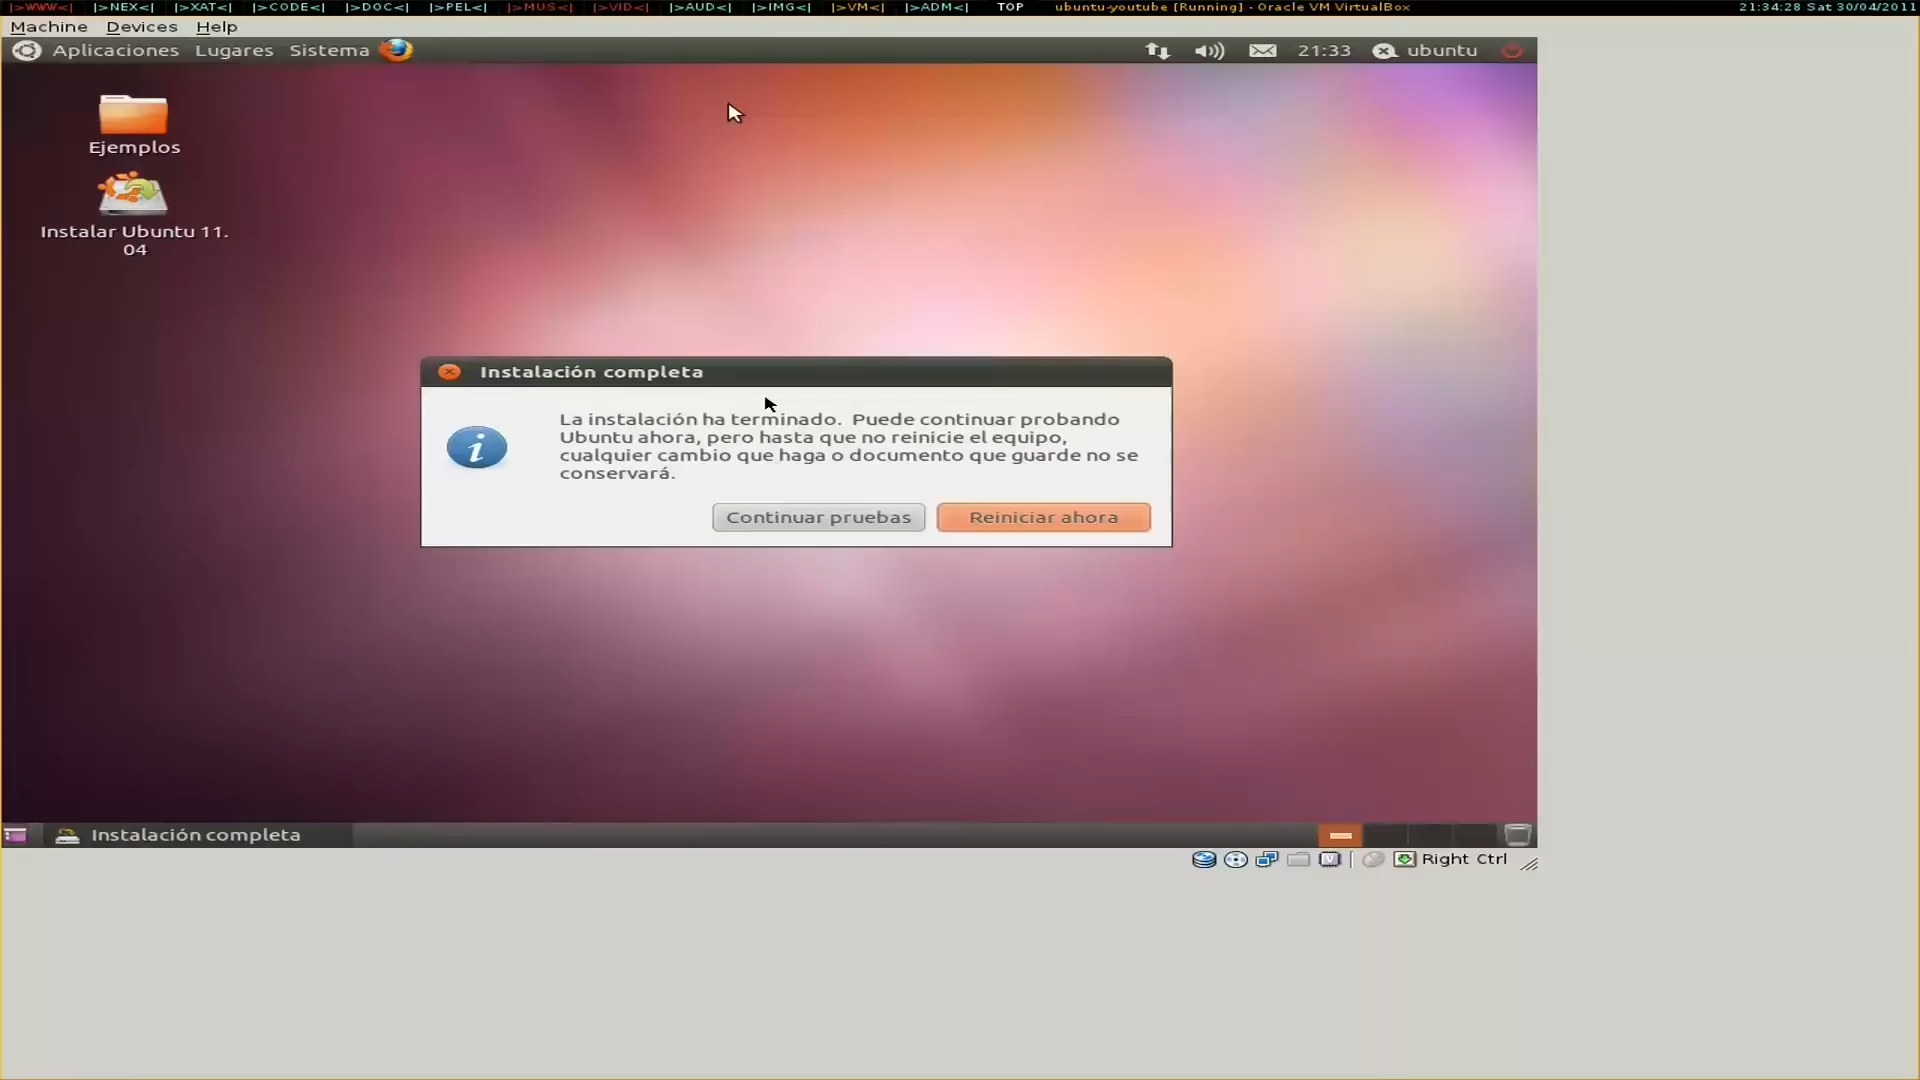 |>WWW<| |>NEX<| |>XAT<| |>CODE<| |>DOC<| |>PEL<| |>MUS<| |>VID<| |>AUD<| |>IMG<| |>VM<| |>ADM<| TOP ubuntu-youtube [Running] - Oracle VM VirtualBox 21:34:28 Sat 30/04/2011
Machine Devices Help
Aplicaciones Lugares Sistema 21:33 ubuntu
Ejemplos
Instalar Ubuntu 11.
04
Instalación completa
La instalación ha terminado. Puede continuar probando
Ubuntu ahora, pero hasta que no reinicie el equipo,
cualquier cambio que haga o documento que guarde no se
conservará.
Continuar pruebas Reiniciar ahora
Instalación completa
Right Ctrl